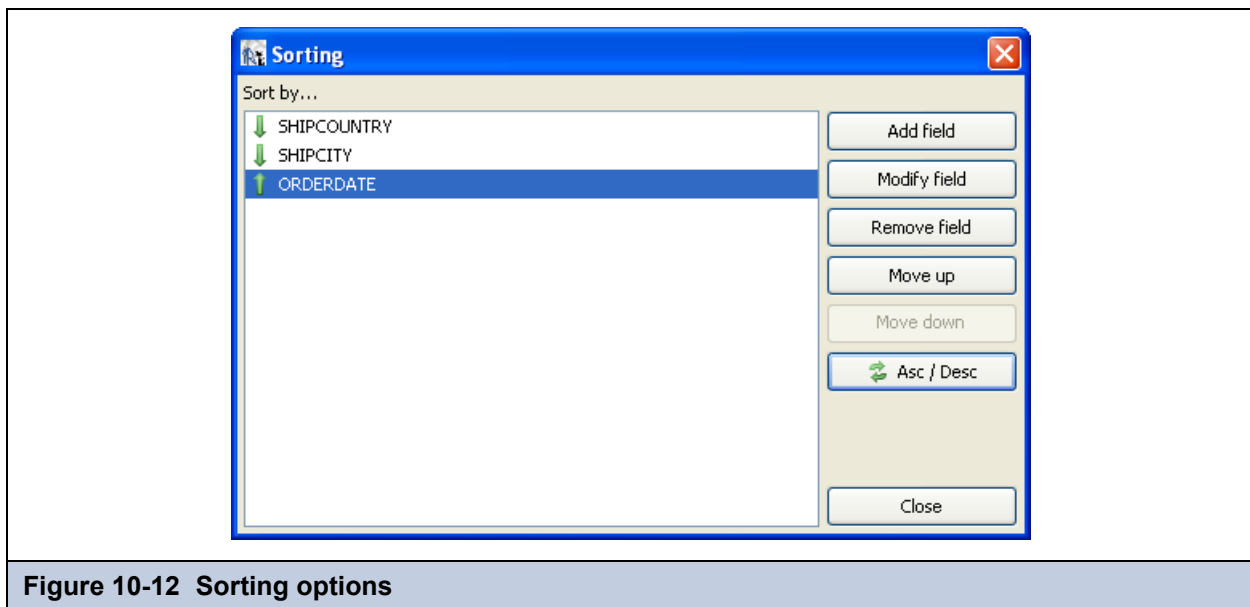 Sorting
Sort by...
SHIPCOUNTRY
SHIPCITY
ORDERDATE
Add field
Modify field
Remove field
Move up
Move down
Asc / Desc
Close
Figure 10-12 Sorting options